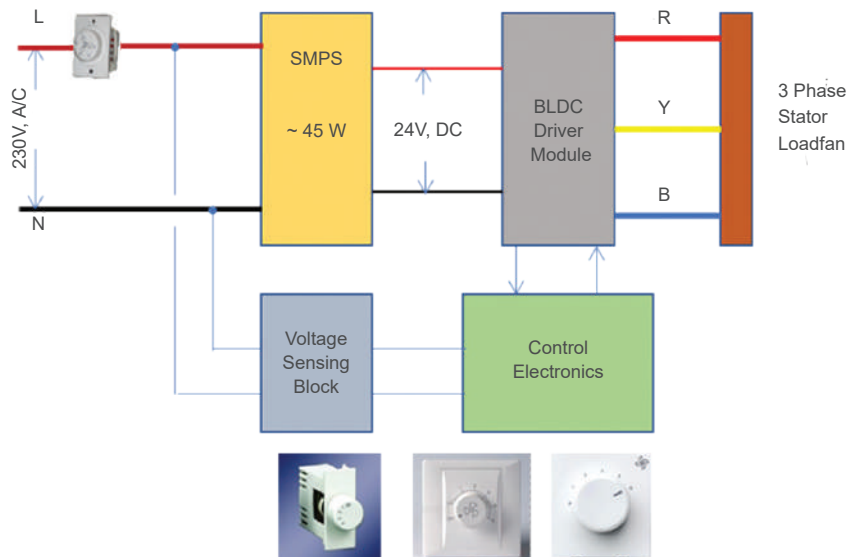 L
230V, A/C
N
SMPS
~ 45 W
24V, DC
BLDC
Driver
Module
R
Y
B
3 Phase
Stator
Loadfan
Voltage
Sensing
Block
Control
Electronics